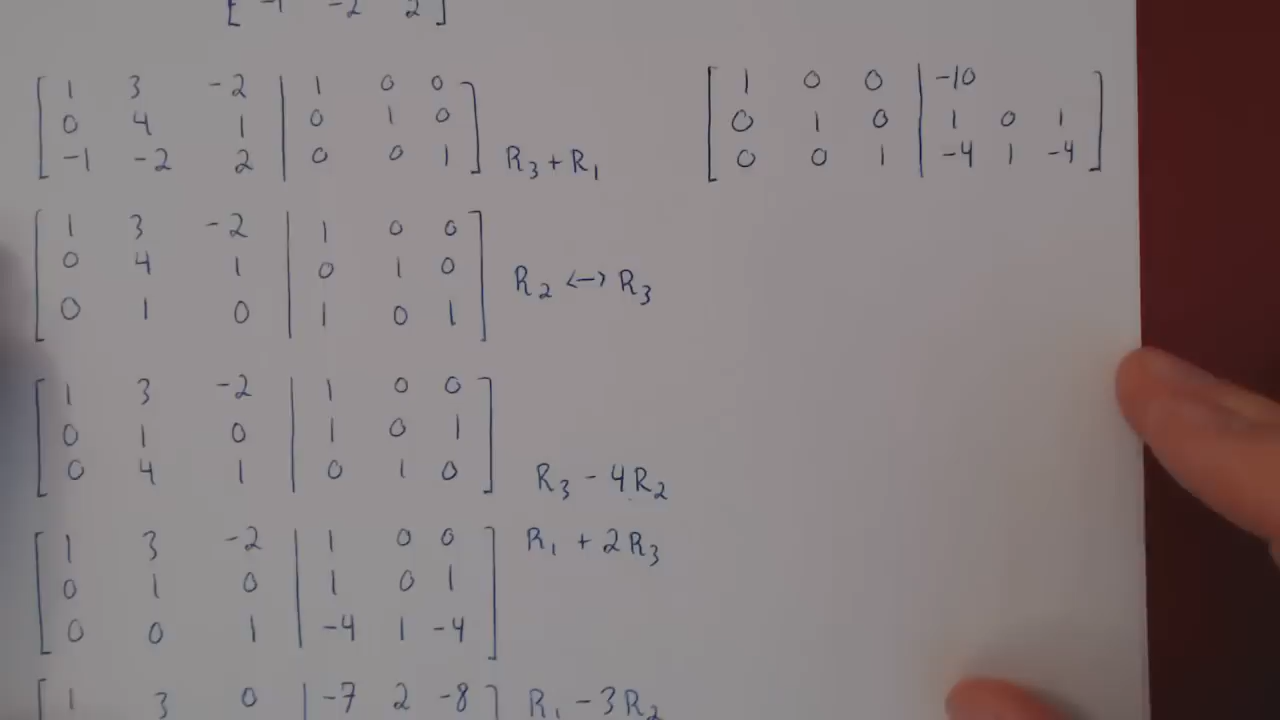 -1 -2 2
1 3 -2 | 1 0 0
0 4 1 | 0 1 0
-1 -2 2 | 0 0 1 R3 + R1
1 3 -2 | 1 0 0
0 4 1 | 0 1 0 R2 <-> R3
0 1 0 | 1 0 1
1 3 -2 | 1 0 0
0 1 0 | 1 0 1
0 4 1 | 0 1 0 R3 - 4R2
1 3 -2 | 1 0 0 R1 + 2R3
0 1 0 | 1 0 1
0 0 1 | -4 1 -4
1 3 0 | -7 2 -8 R1 - 3R2
1 0 0 | -10
0 1 0 | 1 0 1
0 0 1 | -4 1 -4